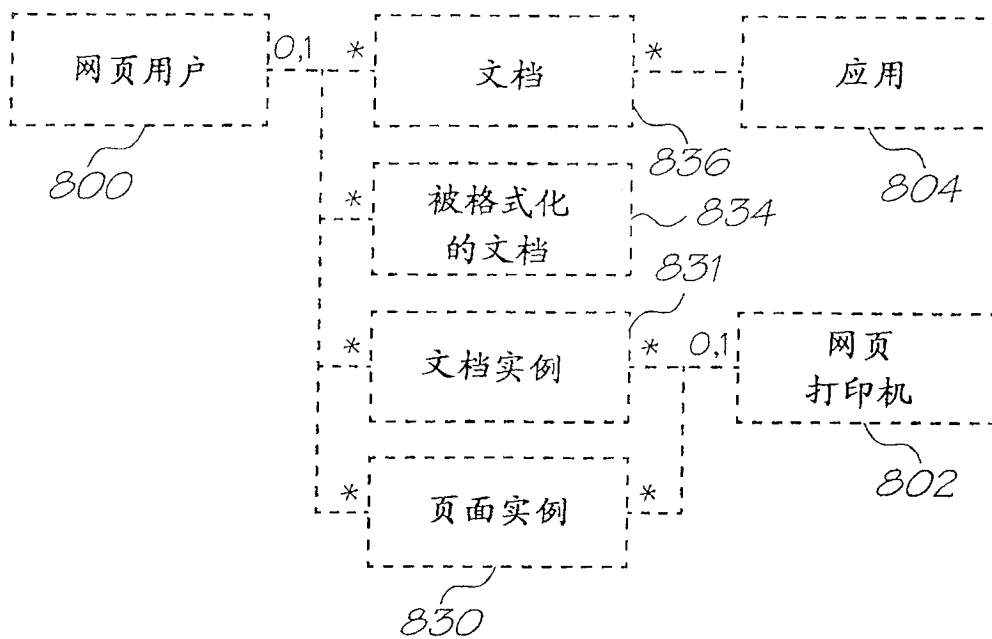 网页用户
0,1
*
文档
*
应用
800
836
804
*
被格式化
的文档
834
831
*
文档实例
*
0,1
网页
打印机
802
*
页面实例
*
830